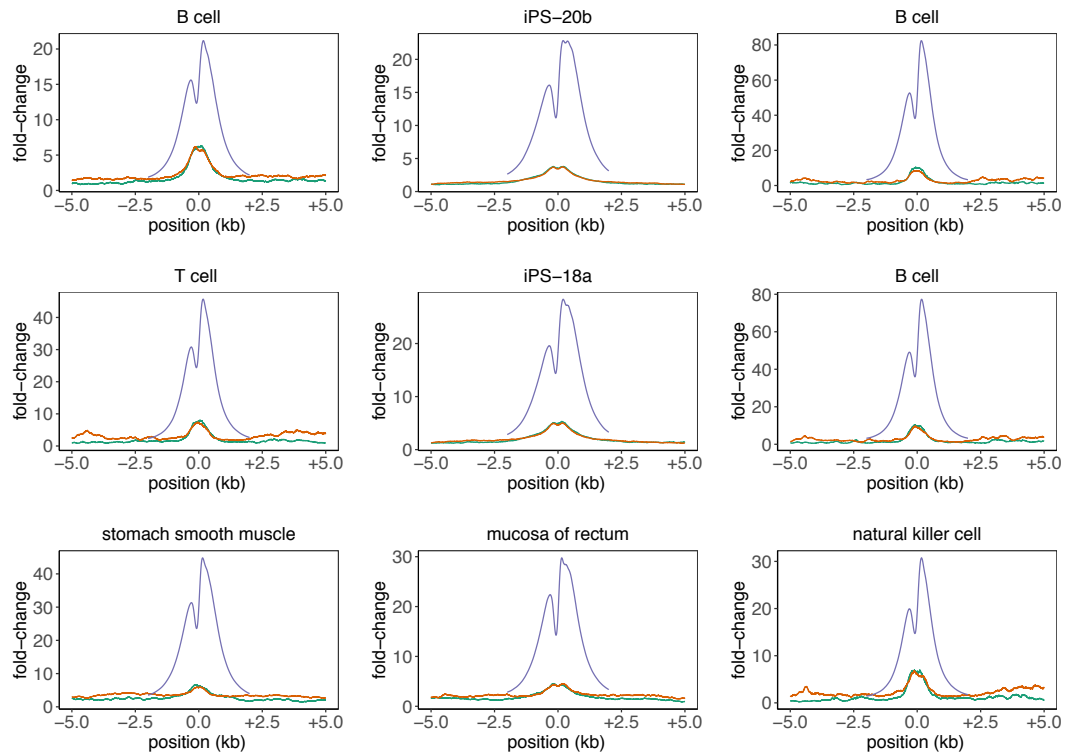 B cell
fold−change
20
15
10
5
0
−5.0 −2.5 0.0 +2.5 +5.0
position (kb)
iPS−20b
fold−change
25
20
15
10
5
0
−5.0 −2.5 0.0 +2.5 +5.0
position (kb)
B cell
fold−change
80
60
40
20
0
−5.0 −2.5 0.0 +2.5 +5.0
position (kb)
T cell
fold−change
40
30
20
10
0
−5.0 −2.5 0.0 +2.5 +5.0
position (kb)
iPS−18a
fold−change
20
10
0
−5.0 −2.5 0.0 +2.5 +5.0
position (kb)
B cell
fold−change
80
60
40
20
0
−5.0 −2.5 0.0 +2.5 +5.0
position (kb)
stomach smooth muscle
fold−change
40
30
20
10
0
−5.0 −2.5 0.0 +2.5 +5.0
position (kb)
mucosa of rectum
fold−change
30
20
10
0
−5.0 −2.5 0.0 +2.5 +5.0
position (kb)
natural killer cell
fold−change
30
20
10
0
−5.0 −2.5 0.0 +2.5 +5.0
position (kb)